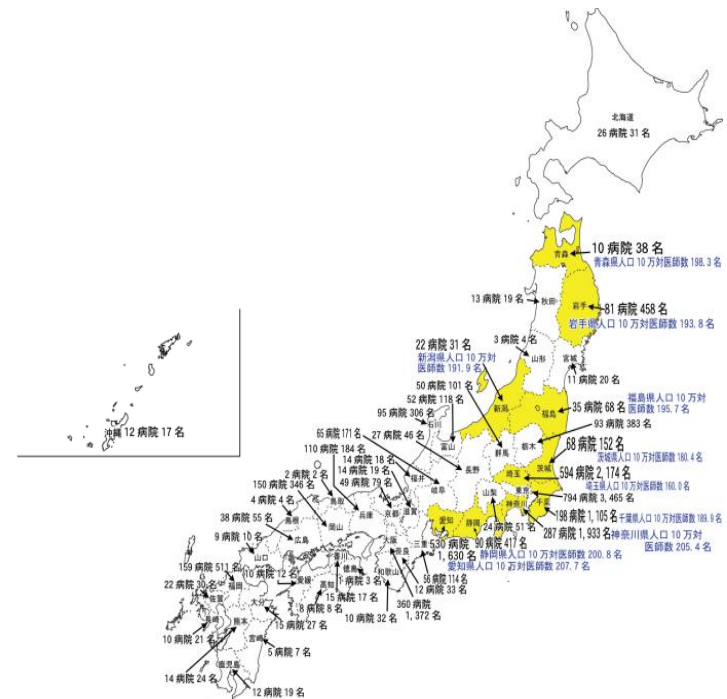 北海道
26 病院 31 名
青森
10 病院 38 名
青森県人口 10 万対医師数 198.3 名
13 病院 19 名
秋田
岩手
81 病院 458 名
岩手県人口 10 万対医師数 193.8 名
3 病院 4 名
山形
宮城
11 病院 20 名
22 病院 31 名
新潟県人口 10 万対
医師数 191.9 名
新潟
福島
福島県人口 10 万対
医師数 195.7 名
35 病院 68 名
50 病院 101 名
52 病院 118 名
95 病院 306 名
石川
富山
群馬
栃木
93 病院 383 名
65 病院 171 名
27 病院 46 名
長野
68 病院 152 名
茨城県人口 10 万対医師数 180.4 名
茨城
埼玉
594 病院 2,174 名
埼玉県人口 10 万対医師数 160.0 名
110 病院 184 名
14 病院 18 名
14 病院 19 名
49 病院 79 名
福井
岐阜
山梨
東京
794 病院 3,465 名
2 病院 2 名
150 病院 346 名
4 病院 4 名
鳥取
兵庫
京都
滋賀
24 病院 51 名
神奈川
千葉
198 病院 1,105 名
千葉県人口 10 万対医師数 189.9 名
287 病院 1,933 名
神奈川県人口 10 万対
医師数 205.4 名
38 病院 55 名
島根
岡山
愛知
静岡
90 病院 417 名
静岡県人口 10 万対医師数 200.8 名
530 病院
1,630 名
愛知県人口 10 万対医師数 207.7 名
9 病院 10 名
広島
大阪
奈良
三重
56 病院 114 名
159 病院 511 名
山口
10 病院 12 名
香川
徳島
1 病院 3 名
和歌山
12 病院 33 名
22 病院 30 名
福岡
佐賀
愛媛
高知
15 病院 17 名
10 病院 32 名
360 病院
1,372 名
8 病院 8 名
長崎
大分
15 病院 27 名
10 病院 21 名
熊本
宮崎
5 病院 7 名
14 病院 24 名
鹿児島
12 病院 19 名
沖縄
12 病院 17 名